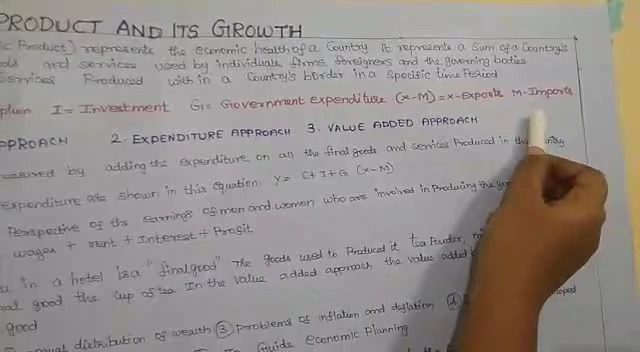 PRODUCT AND ITS GROWTH
Product) represents the economic health of a Country It represents a Sum of a Country's
and services used by individuals firms foreigners and the governing bodies
Services Produced with in a Country's border in a Specific time Period
I = Investment G = Government expenditure (x-M) = x-Exports M-Imports
2. EXPENDITURE APPROACH 3. VALUE ADDED APPROACH
by adding the expenditure on all the final goods and services Produced in the
Expenditure are shown in this Equation Y = C+I+G (x-M)
Perspective of the earnings of men and women who are involved in Producing the
wages + rent + Interest + Profit
in a hotel is a "final good" The goods used to Produced it tea Powder,
good the cup of tea In the value added approach the value added
good
distribution of wealth ③ Problems of inflation and deflation ④
Guide economic Planning